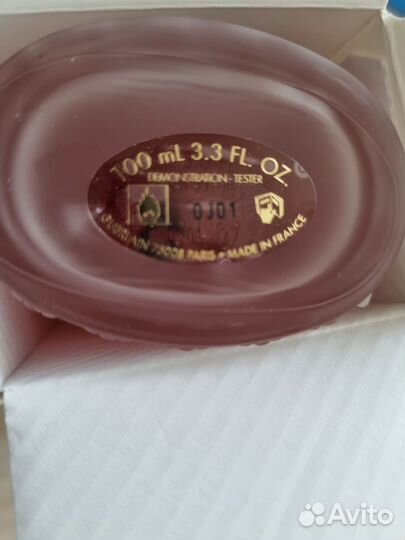 100 mL 3.3 FL. OZ.
DEMONSTRATION - TESTER
0J01
GUERLAIN 75008 PARIS • MADE IN FRANCE
Avito